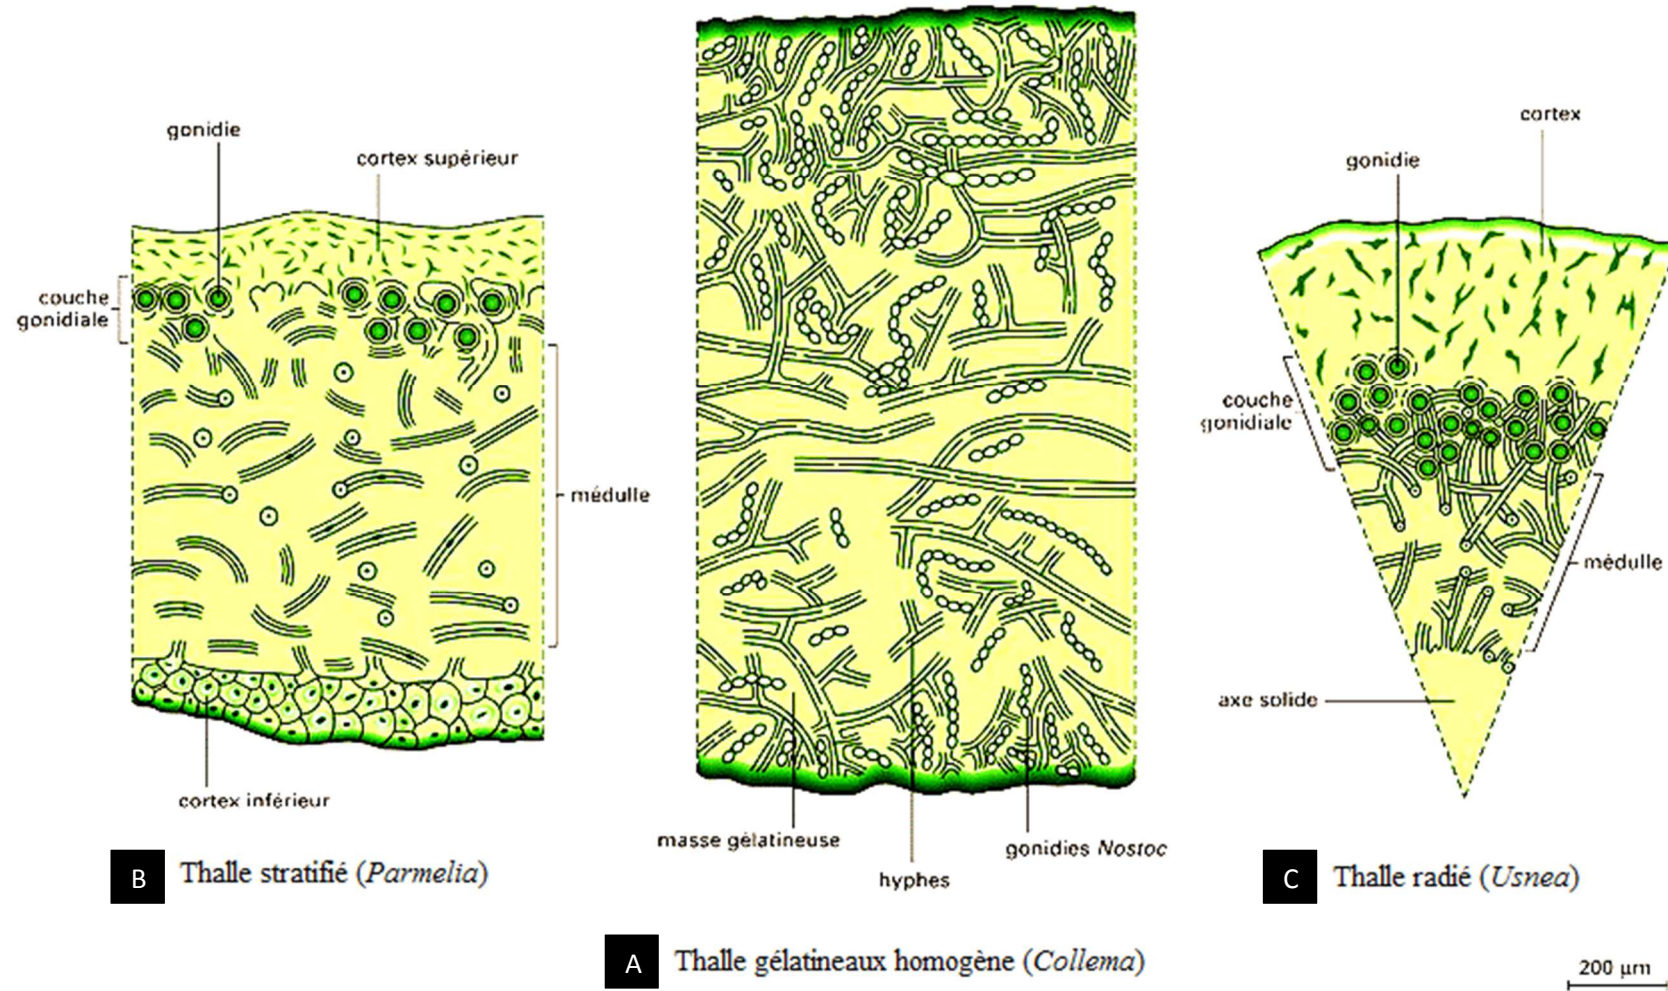 gonidie
cortex supérieur
couche
gonidiale
médulle
cortex inférieur
B Thalle stratifié (Parmelia)
masse gélatineuse
hyphes
gonidies Nostoc
A Thalle gélatineaux homogène (Collema)
cortex
gonidie
couche
gonidiale
médulle
axe solide
C Thalle radié (Usnea)
200 µm